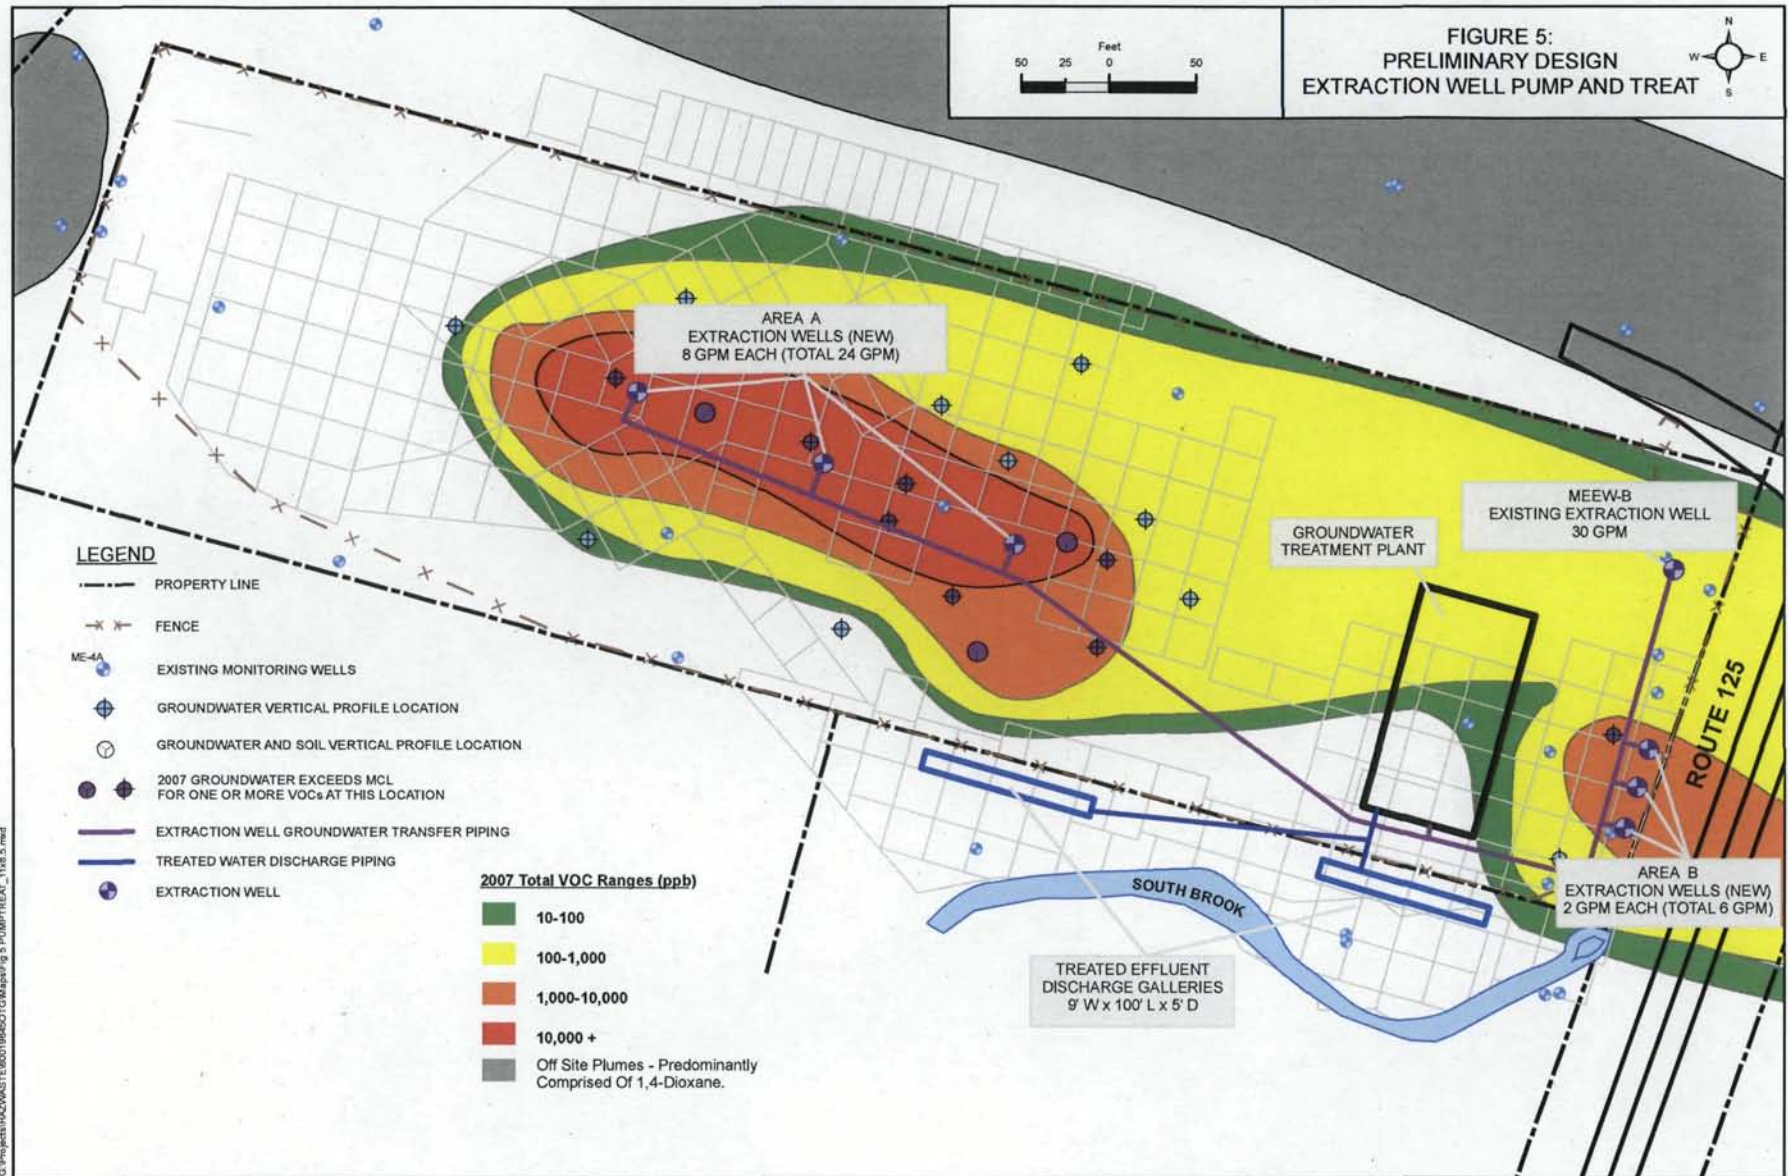 Feet
50 25 0 50
FIGURE 5:
PRELIMINARY DESIGN
EXTRACTION WELL PUMP AND TREAT
N
W E
S
AREA A
EXTRACTION WELLS (NEW)
8 GPM EACH (TOTAL 24 GPM)
MEEW-B
EXISTING EXTRACTION WELL
30 GPM
GROUNDWATER
TREATMENT PLANT
ROUTE 125
LEGEND
PROPERTY LINE
FENCE
ME-4A
EXISTING MONITORING WELLS
GROUNDWATER VERTICAL PROFILE LOCATION
GROUNDWATER AND SOIL VERTICAL PROFILE LOCATION
2007 GROUNDWATER EXCEEDS MCL
FOR ONE OR MORE VOCs AT THIS LOCATION
EXTRACTION WELL GROUNDWATER TRANSFER PIPING
TREATED WATER DISCHARGE PIPING
EXTRACTION WELL
2007 Total VOC Ranges (ppb)
10-100
100-1,000
1,000-10,000
10,000 +
Off Site Plumes - Predominantly
Comprised Of 1,4-Dioxane.
SOUTH BROOK
AREA B
EXTRACTION WELLS (NEW)
2 GPM EACH (TOTAL 6 GPM)
TREATED EFFLUENT
DISCHARGE GALLERIES
9' W x 100' L x 5' D